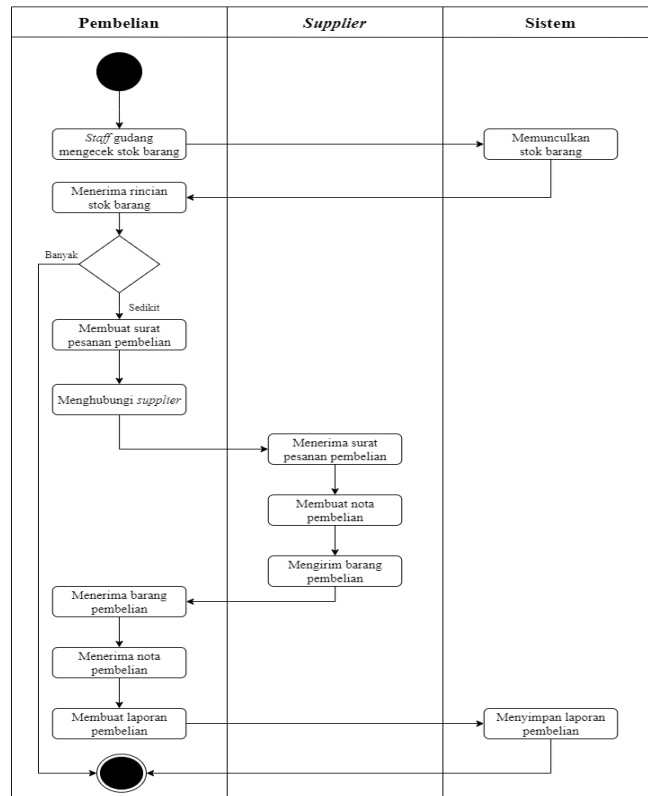 Pembelian
Supplier
Sistem
Staff gudang
mengecek stok barang
Memunculkan
stok barang
Menerima rincian
stok barang
Banyak
Sedikit
Membuat surat
pesanan pembelian
Menghubungi supplier
Menerima surat
pesanan pembelian
Membuat nota
pembelian
Mengirim barang
pembelian
Menerima barang
pembelian
Menerima nota
pembelian
Membuat laporan
pembelian
Menyimpan laporan
pembelian